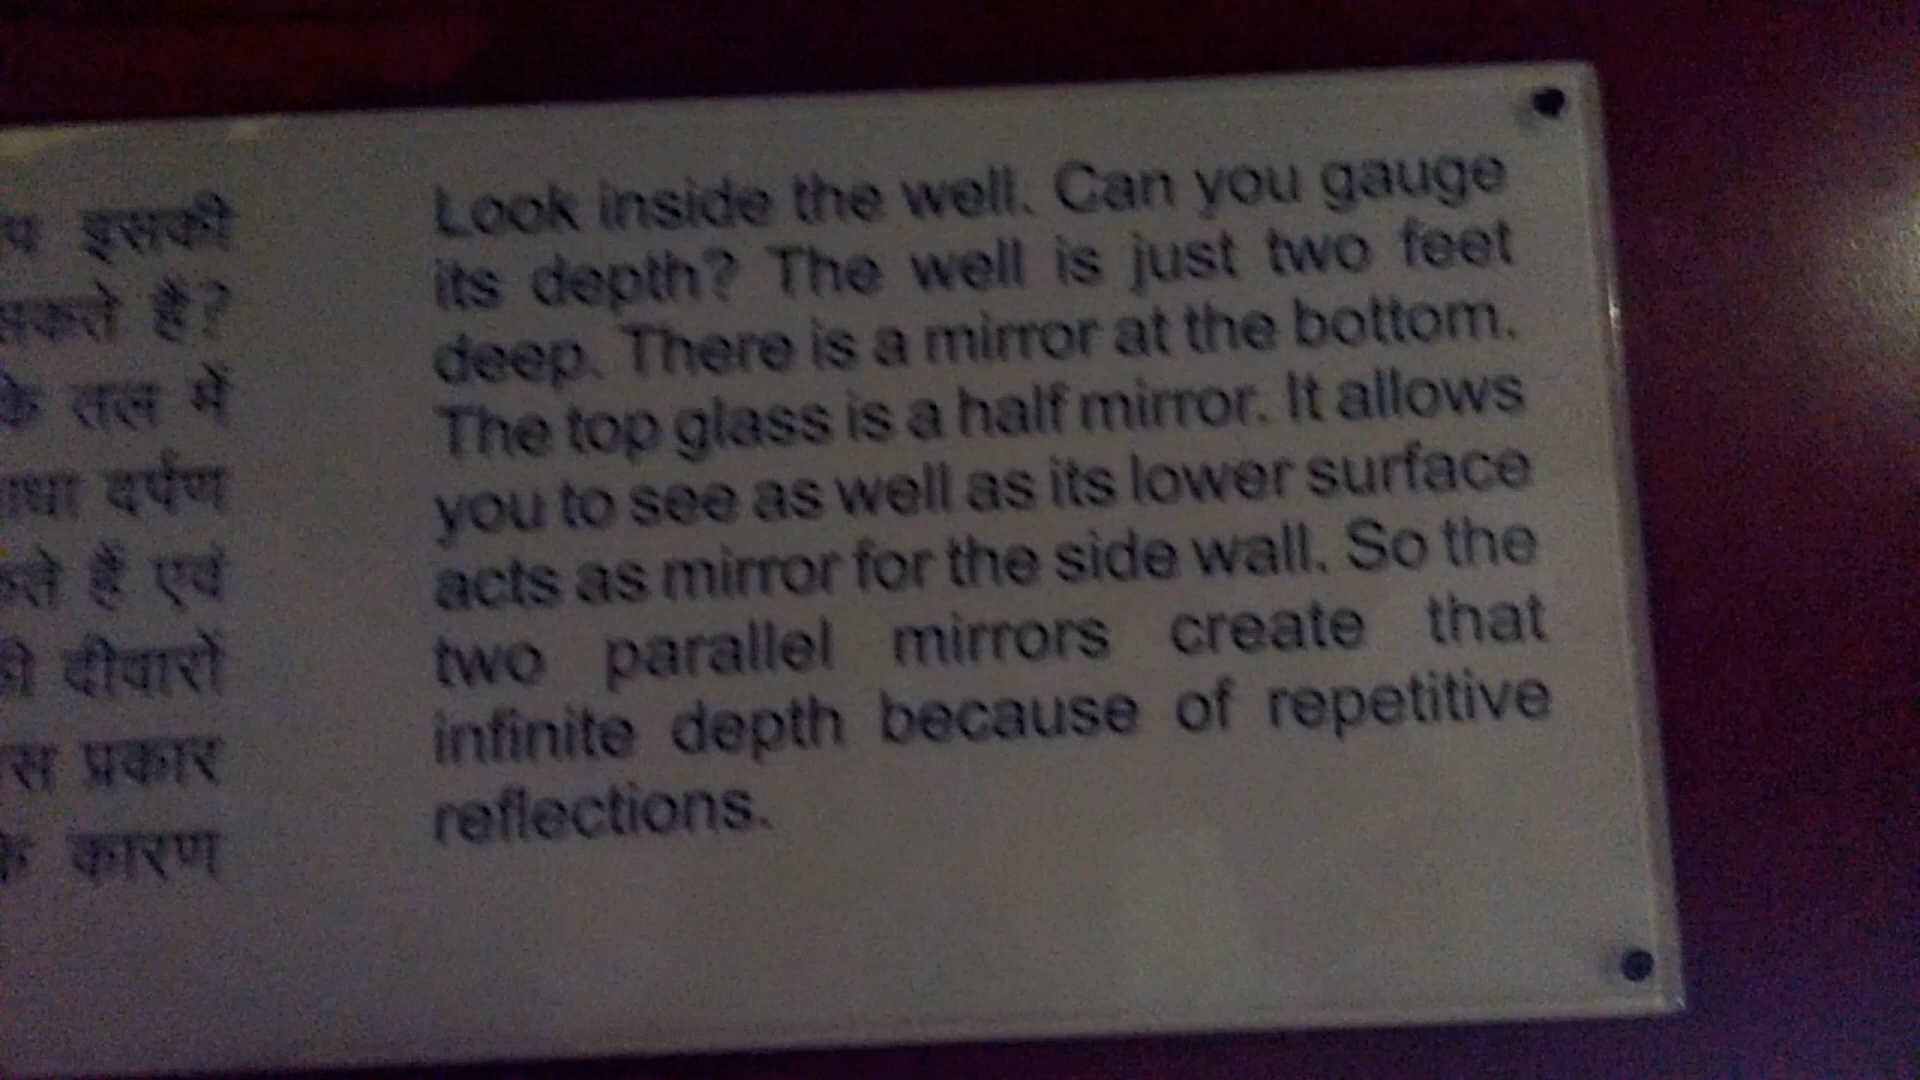 इसकी
सकते है?
के तल में
दर्पण
हैं एवं
दीवारों
प्रकार
के कारण
Look inside the well. Can you gauge
its depth? The well is just two feet
deep. There is a mirror at the bottom.
The top glass is a half mirror. It allows
you to see as well as its lower surface
acts as mirror for the side wall. So the
two parallel mirrors create that
infinite depth because of repetitive
reflections.